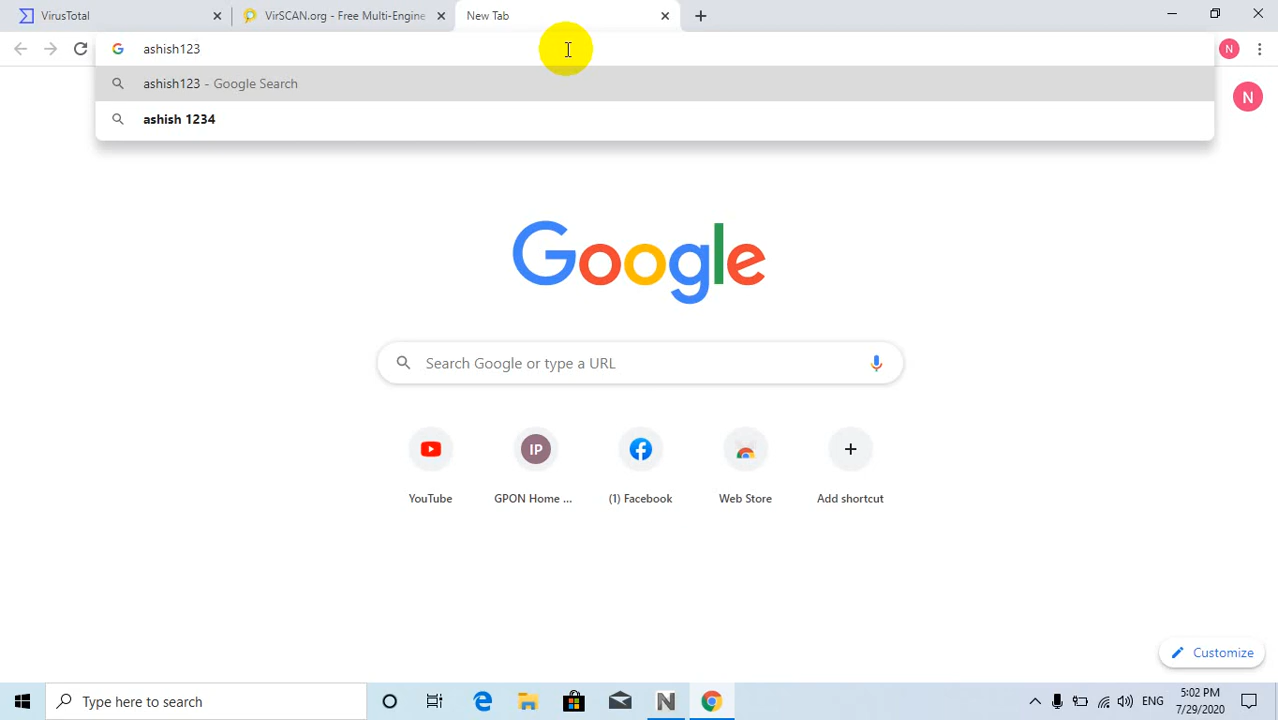 VirusTotal
VirSCAN.org - Free Multi-Engine
New Tab
ashish123
N
ashish123 - Google Search
ashish 1234
N
Google
Search Google or type a URL
IP
YouTube
GPON Home ...
(1) Facebook
Web Store
Add shortcut
Customize
Type here to search
N
ENG
5:02 PM
7/29/2020